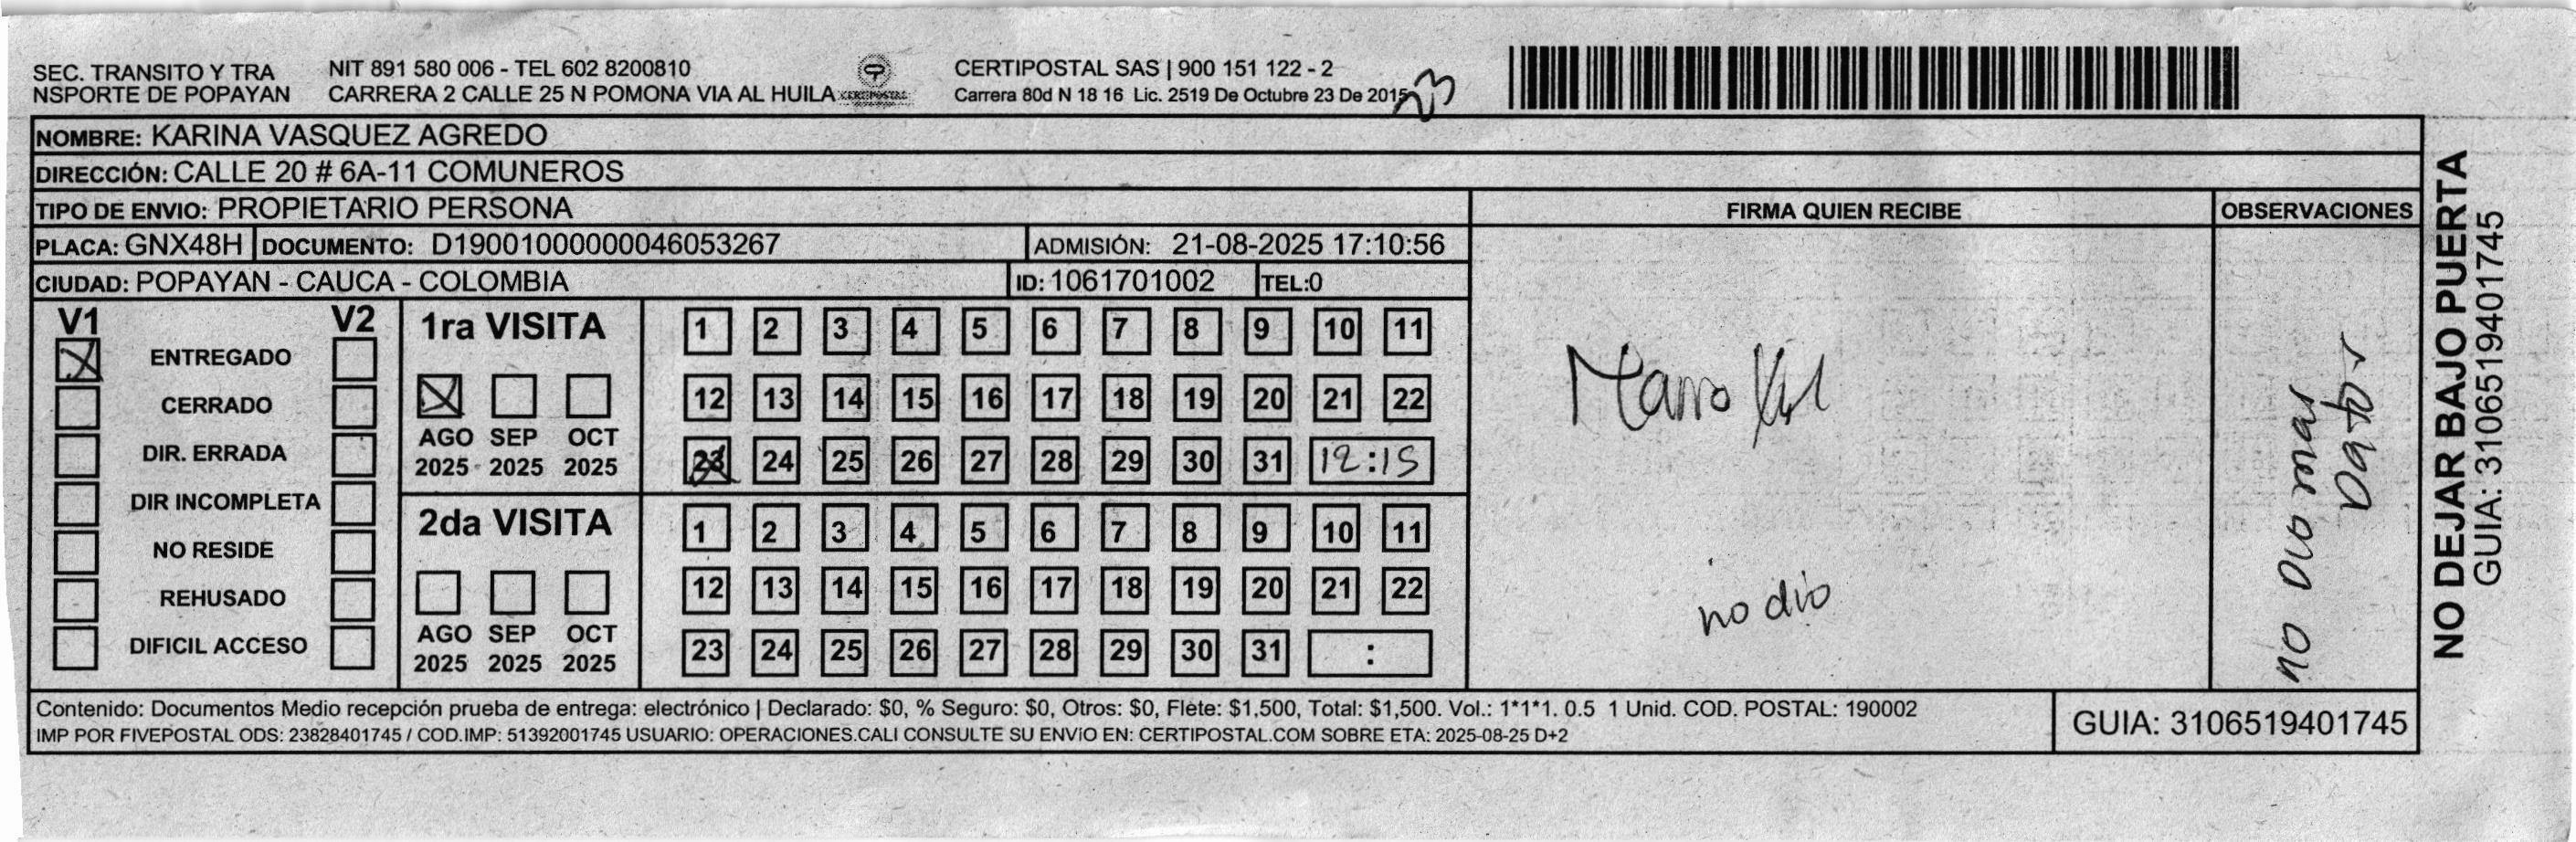 SEC. TRANSITO Y TRA
NSPORTE DE POPAYAN
NIT 891 580 006 - TEL 602 8200810
CARRERA 2 CALLE 25 N POMONA VIA AL HUILA
CERTIPOSTAL
CERTIPOSTAL SAS | 900 151 122 - 2
Carrera 80d N 18 16 Lic. 2519 De Octubre 23 De 2015
23
NOMBRE: KARINA VASQUEZ AGREDO
DIRECCIÓN: CALLE 20 # 6A-11 COMUNEROS
TIPO DE ENVIO: PROPIETARIO PERSONA
FIRMA QUIEN RECIBE
OBSERVACIONES
PLACA: GNX48H DOCUMENTO: D19001000000046053267 ADMISIÓN: 21-08-2025 17:10:56
CIUDAD: POPAYAN - CAUCA - COLOMBIA ID: 1061701002 TEL:0
V1 V2
ENTREGADO
CERRADO
DIR. ERRADA
DIR INCOMPLETA
NO RESIDE
REHUSADO
DIFICIL ACCESO
1ra VISITA
AGO SEP OCT
2025 2025 2025
1 2 3 4 5 6 7 8 9 10 11
12 13 14 15 16 17 18 19 20 21 22
23 24 25 26 27 28 29 30 31 12:15
2da VISITA
AGO SEP OCT
2025 2025 2025
1 2 3 4 5 6 7 8 9 10 11
12 13 14 15 16 17 18 19 20 21 22
23 24 25 26 27 28 29 30 31 :
no dio
no dio mas
Datos
NO DEJAR BAJO PUERTA
GUIA: 3106519401745
Contenido: Documentos Medio recepción prueba de entrega: electrónico | Declarado: $0, % Seguro: $0, Otros: $0, Flete: $1,500, Total: $1,500. Vol.: 1*1*1. 0.5 1 Unid. COD. POSTAL: 190002
IMP POR FIVEPOSTAL ODS: 23828401745 / COD.IMP: 51392001745 USUARIO: OPERACIONES.CALI CONSULTE SU ENVIO EN: CERTIPOSTAL.COM SOBRE ETA: 2025-08-25 D+2
GUIA: 3106519401745